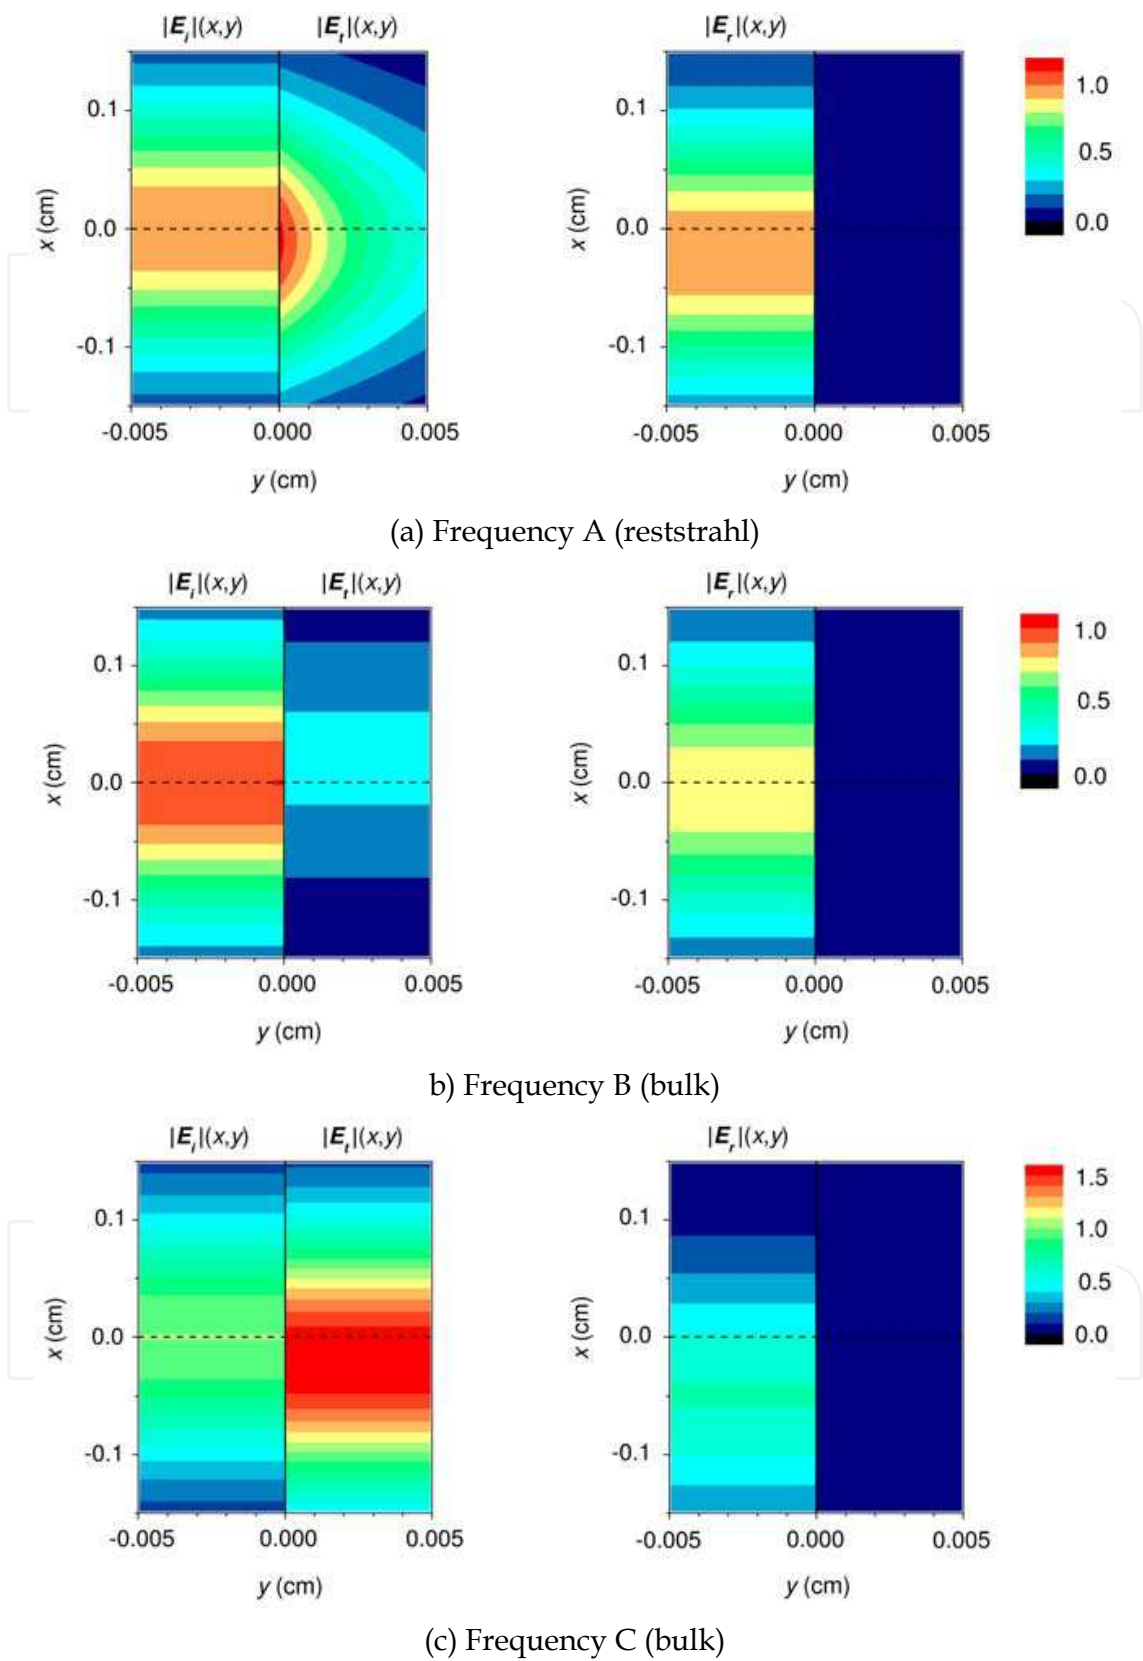 |E_i|(x,y) |E_t|(x,y) |E_r|(x,y)
1.0
0.5
0.0
x (cm)
0.1
0.0
-0.1
-0.005 0.000 0.005
y (cm)
x (cm)
0.1
0.0
-0.1
-0.005 0.000 0.005
y (cm)
(a) Frequency A (reststrahl)
|E_i|(x,y) |E_t|(x,y) |E_r|(x,y)
1.0
0.5
0.0
x (cm)
0.1
0.0
-0.1
-0.005 0.000 0.005
y (cm)
x (cm)
0.1
0.0
-0.1
-0.005 0.000 0.005
y (cm)
b) Frequency B (bulk)
|E_i|(x,y) |E_t|(x,y) |E_r|(x,y)
1.5
1.0
0.5
0.0
x (cm)
0.1
0.0
-0.1
-0.005 0.000 0.005
y (cm)
x (cm)
0.1
0.0
-0.1
-0.005 0.000 0.005
y (cm)
(c) Frequency C (bulk)